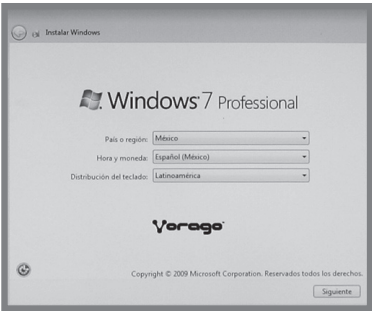 Instalar Windows
Windows 7 Professional
País o región: México
Hora y moneda: Español (México)
Distribución del teclado: Latinoamérica
Vorago
Copyright © 2009 Microsoft Corporation. Reservados todos los derechos.
Siguiente